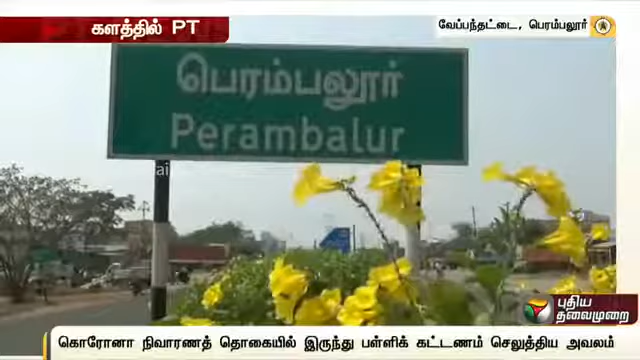 களத்தில் PT
வேப்பந்தட்டை, பெரம்பலூர்
பெரம்பலூர்
Perambalur
புதிய
தலைமுறை
கொரோனா நிவாரணத் தொகையில் இருந்து பள்ளிக் கட்டணம் செலுத்திய அவலம்